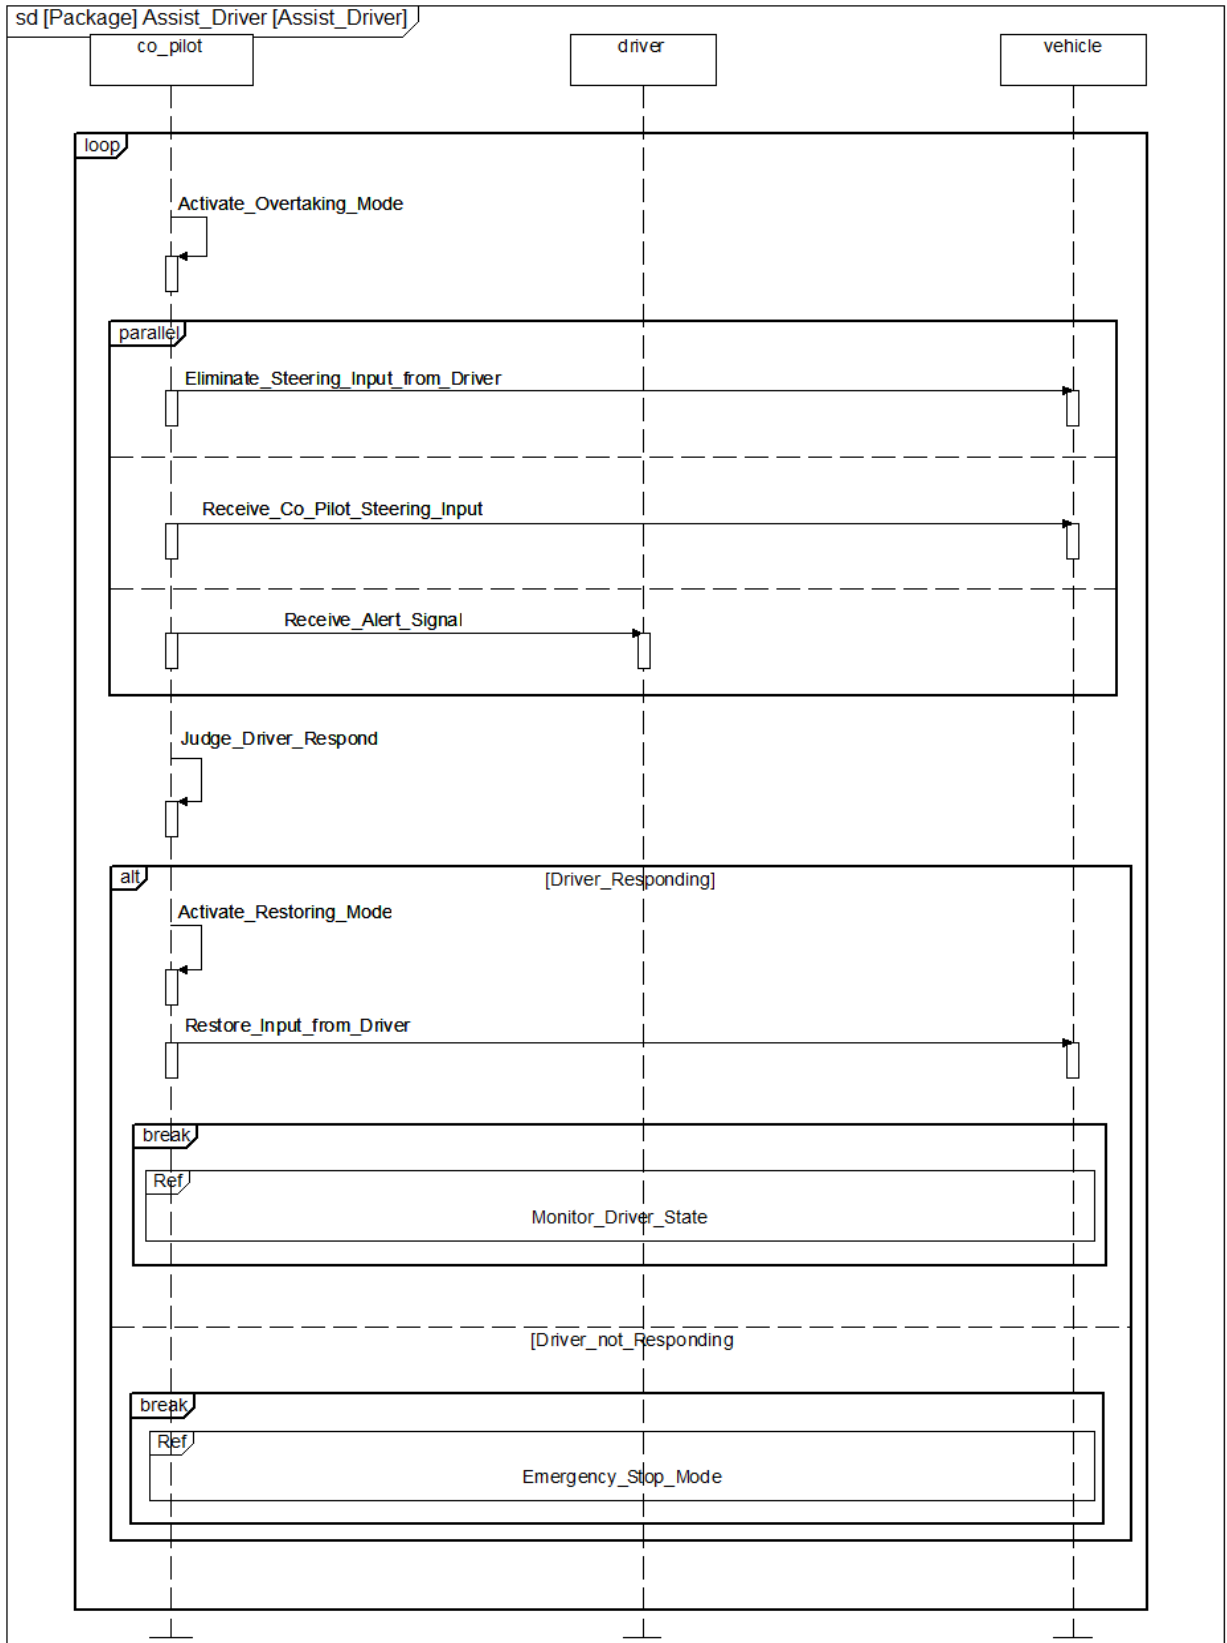 sd [Package] Assist_Driver [Assist_Driver]
co_pilot
driver
vehicle
loop
Activate_Overtaking_Mode
parallel
Eliminate_Steering_Input_from_Driver
Receive_Co_Pilot_Steering_Input
Receive_Alert_Signal
Judge_Driver_Respond
alt
[Driver_Responding]
Activate_Restoring_Mode
Restore_Input_from_Driver
break
Ref
Monitor_Driver_State
[Driver_not_Responding
break
Ref
Emergency_Stop_Mode